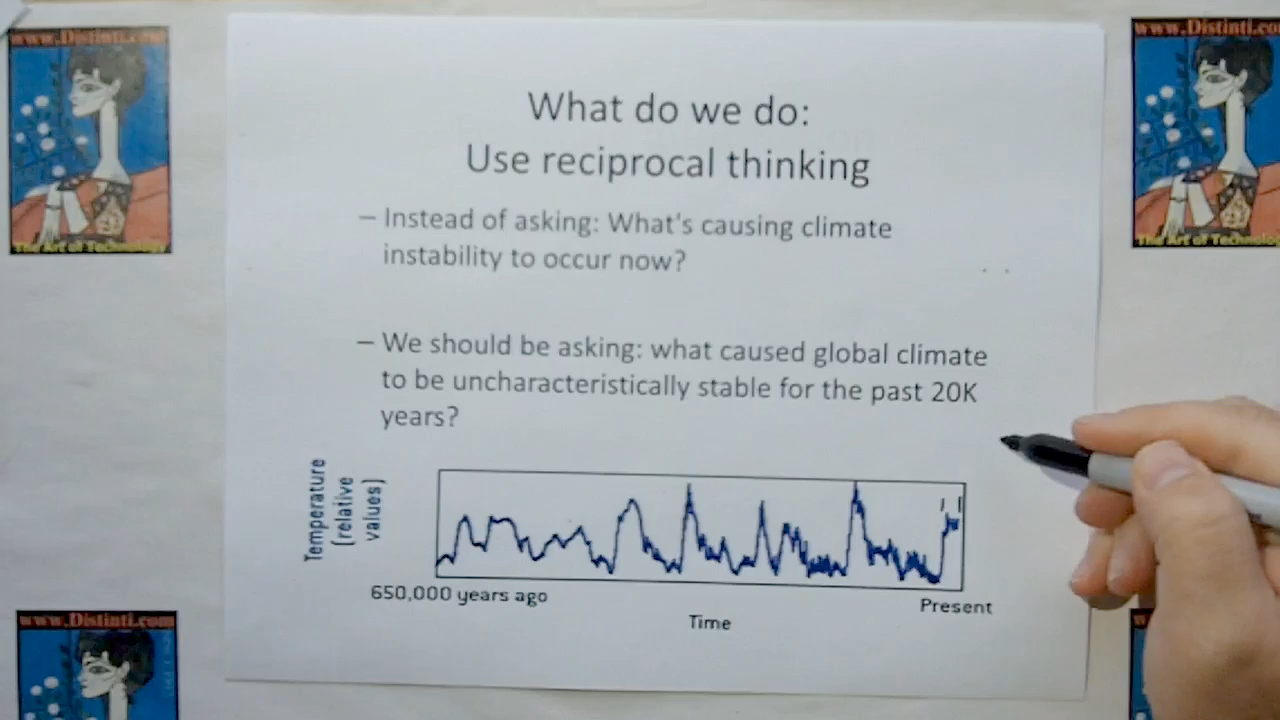 www.Distinti.com
The Art of Technology
www.Distinti.co
The Art of Technolo
What do we do:
Use reciprocal thinking
– Instead of asking: What's causing climate
instability to occur now?
– We should be asking: what caused global climate
to be uncharacteristically stable for the past 20K
years?
Temperature
(relative
values)
650,000 years ago
Present
Time
www.Distinti.com
w